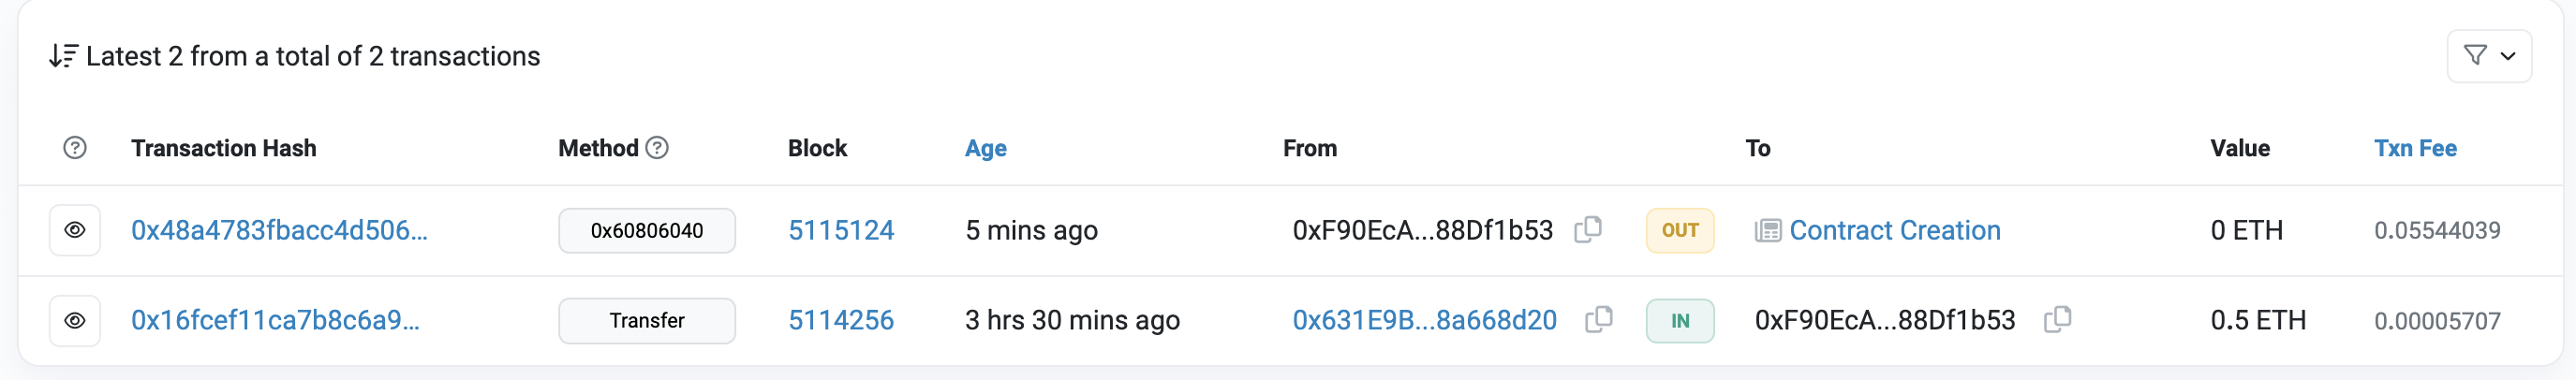 Latest 2 from a total of 2 transactions
Transaction Hash Method Block Age From To Value Txn Fee
0x48a4783fbacc4d506... 0x60806040 5115124 5 mins ago 0xF90EcA...88Df1b53 OUT Contract Creation 0 ETH 0.05544039
0x16fcef11ca7b8c6a9... Transfer 5114256 3 hrs 30 mins ago 0x631E9B...8a668d20 IN 0xF90EcA...88Df1b53 0.5 ETH 0.00005707